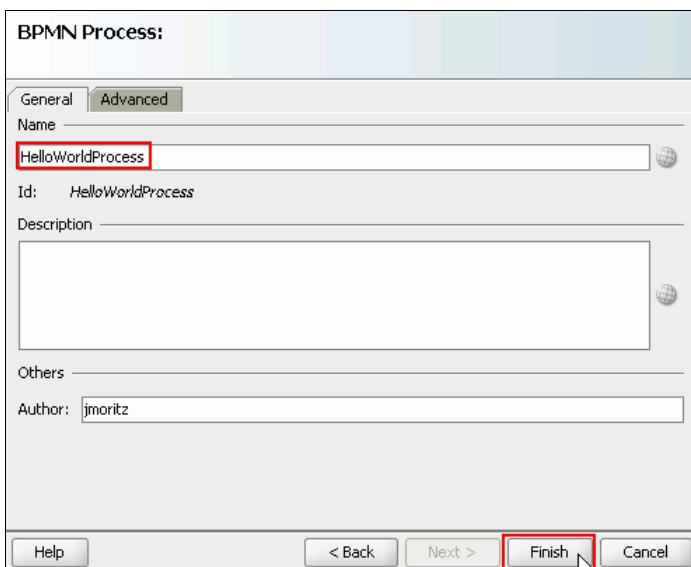 BPMN Process:
General Advanced
Name
HelloWorldProcess
Id: HelloWorldProcess
Description
Others
Author: jmoritz
Help < Back Next > Finish Cancel